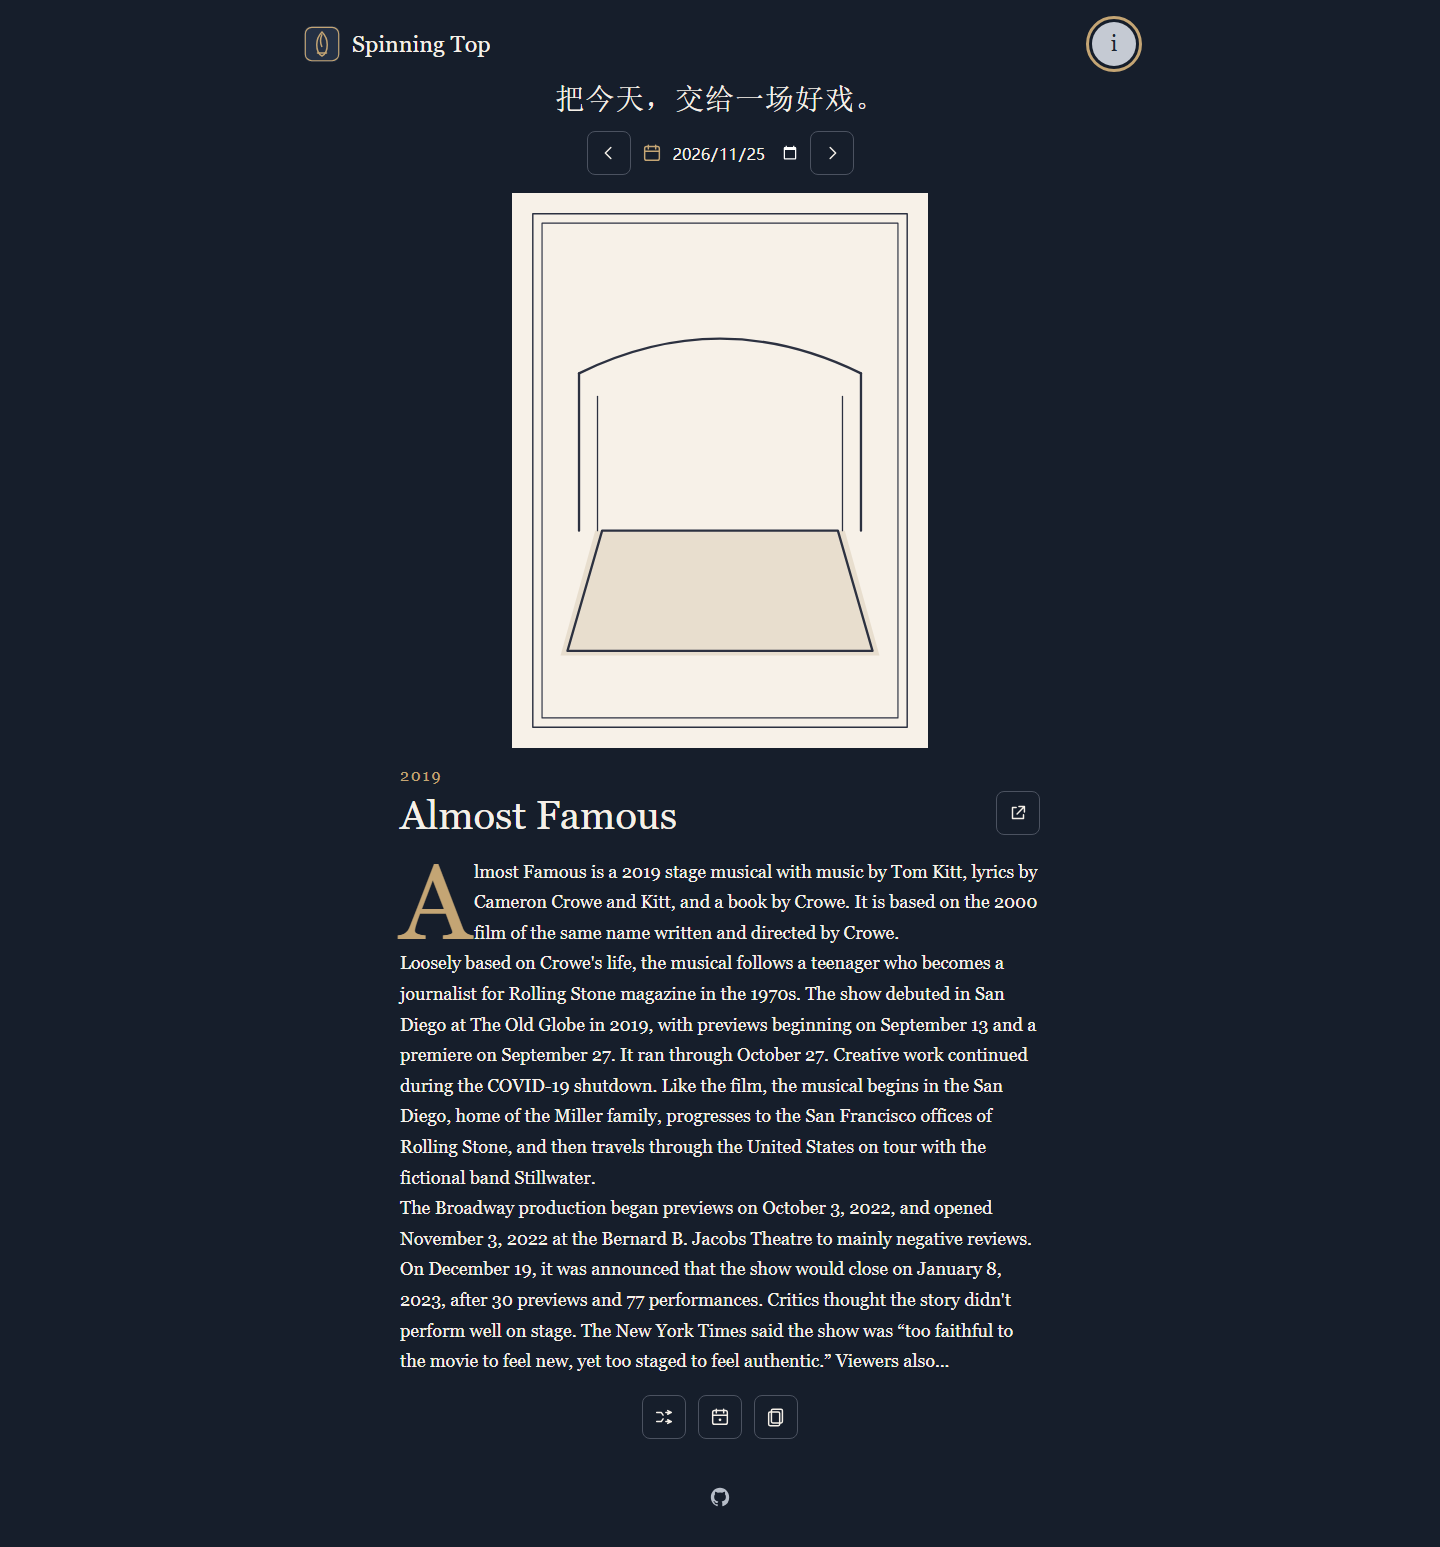 Spinning Top
i
把今天，交给一场好戏。
2026/11/25
2019
Almost Famous
Almost Famous is a 2019 stage musical with music by Tom Kitt, lyrics by
Cameron Crowe and Kitt, and a book by Crowe. It is based on the 2000
film of the same name written and directed by Crowe.
Loosely based on Crowe's life, the musical follows a teenager who becomes a
journalist for Rolling Stone magazine in the 1970s. The show debuted in San
Diego at The Old Globe in 2019, with previews beginning on September 13 and a
premiere on September 27. It ran through October 27. Creative work continued
during the COVID-19 shutdown. Like the film, the musical begins in the San
Diego, home of the Miller family, progresses to the San Francisco offices of
Rolling Stone, and then travels through the United States on tour with the
fictional band Stillwater.
The Broadway production began previews on October 3, 2022, and opened
November 3, 2022 at the Bernard B. Jacobs Theatre to mainly negative reviews.
On December 19, it was announced that the show would close on January 8,
2023, after 30 previews and 77 performances. Critics thought the story didn't
perform well on stage. The New York Times said the show was “too faithful to
the movie to feel new, yet too staged to feel authentic.” Viewers also...